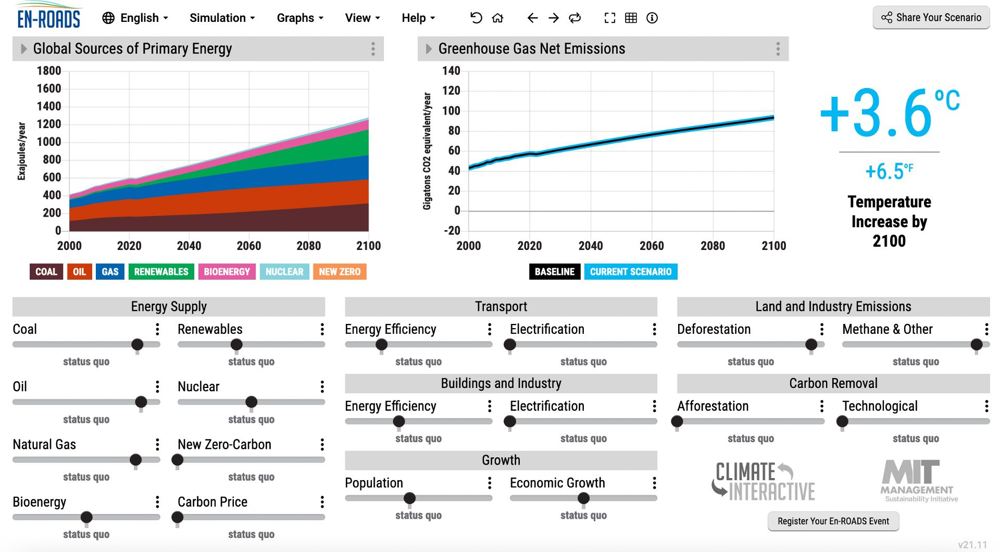 EN-ROADS
English
Simulation
Graphs
View
Help
Share Your Scenario
Global Sources of Primary Energy
Exajoules/year
1800
1600
1400
1200
1000
800
600
400
200
0
2000 2020 2040 2060 2080 2100
COAL OIL GAS RENEWABLES BIOENERGY NUCLEAR NEW ZERO
Greenhouse Gas Net Emissions
Gigatons CO2 equivalent/year
140
120
100
80
60
40
20
0
-20
2000 2020 2040 2060 2080 2100
BASELINE CURRENT SCENARIO
+3.6°C
+6.5°F
Temperature
Increase by
2100
Energy Supply
Coal
status quo
Renewables
status quo
Oil
status quo
Nuclear
status quo
Natural Gas
status quo
New Zero-Carbon
status quo
Bioenergy
status quo
Carbon Price
status quo
Transport
Energy Efficiency
status quo
Electrification
status quo
Buildings and Industry
Energy Efficiency
status quo
Electrification
status quo
Growth
Population
status quo
Economic Growth
status quo
Land and Industry Emissions
Deforestation
status quo
Methane & Other
status quo
Carbon Removal
Afforestation
status quo
Technological
status quo
CLIMATE
INTERACTIVE
MIT
MANAGEMENT
Sustainability Initiative
Register Your En-ROADS Event
v21.11